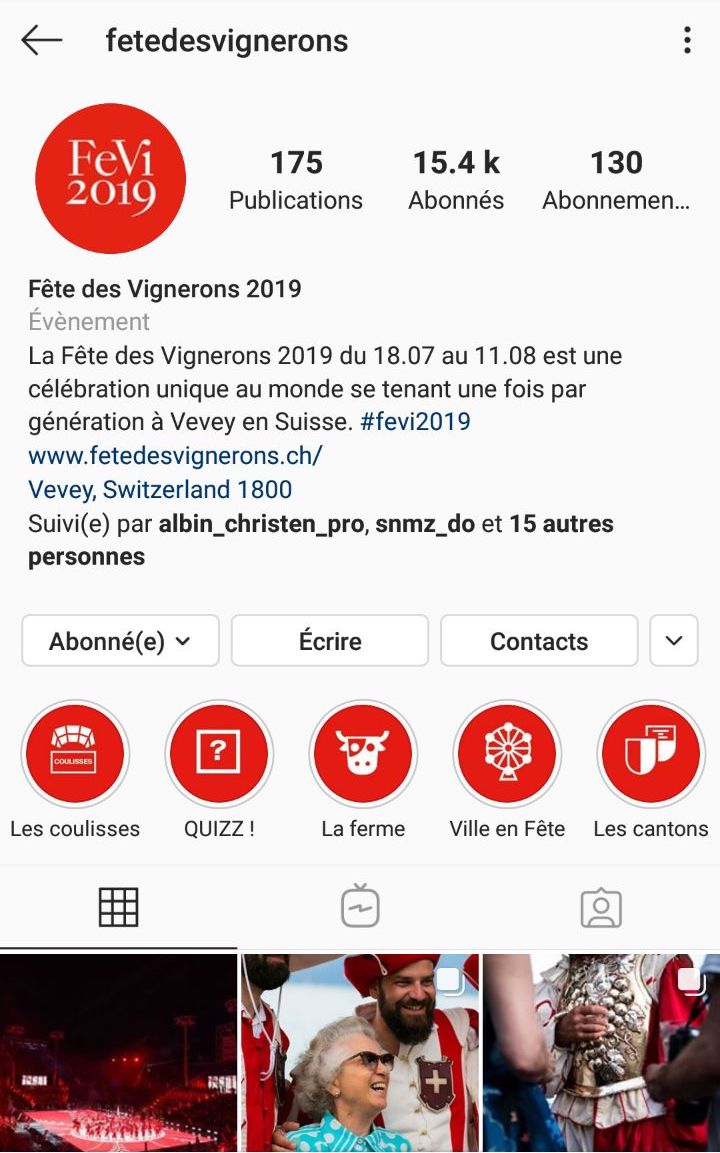 fetedesvignerons
FeVi
2019
175
15.4 k
130
Publications
Abonnés
Abonnemen...
Fête des Vignerons 2019
Évènement
La Fête des Vignerons 2019 du 18.07 au 11.08 est une
célébration unique au monde se tenant une fois par
génération à Vevey en Suisse. #fevi2019
www.fetedesvignerons.ch/
Vevey, Switzerland 1800
Suivi(e) par albin_christen_pro, snmz_do et 15 autres
personnes
Abonné(e)
Écrire
Contacts
COULISSES
?
Les coulisses
QUIZZ !
La ferme
Ville en Fête
Les cantons